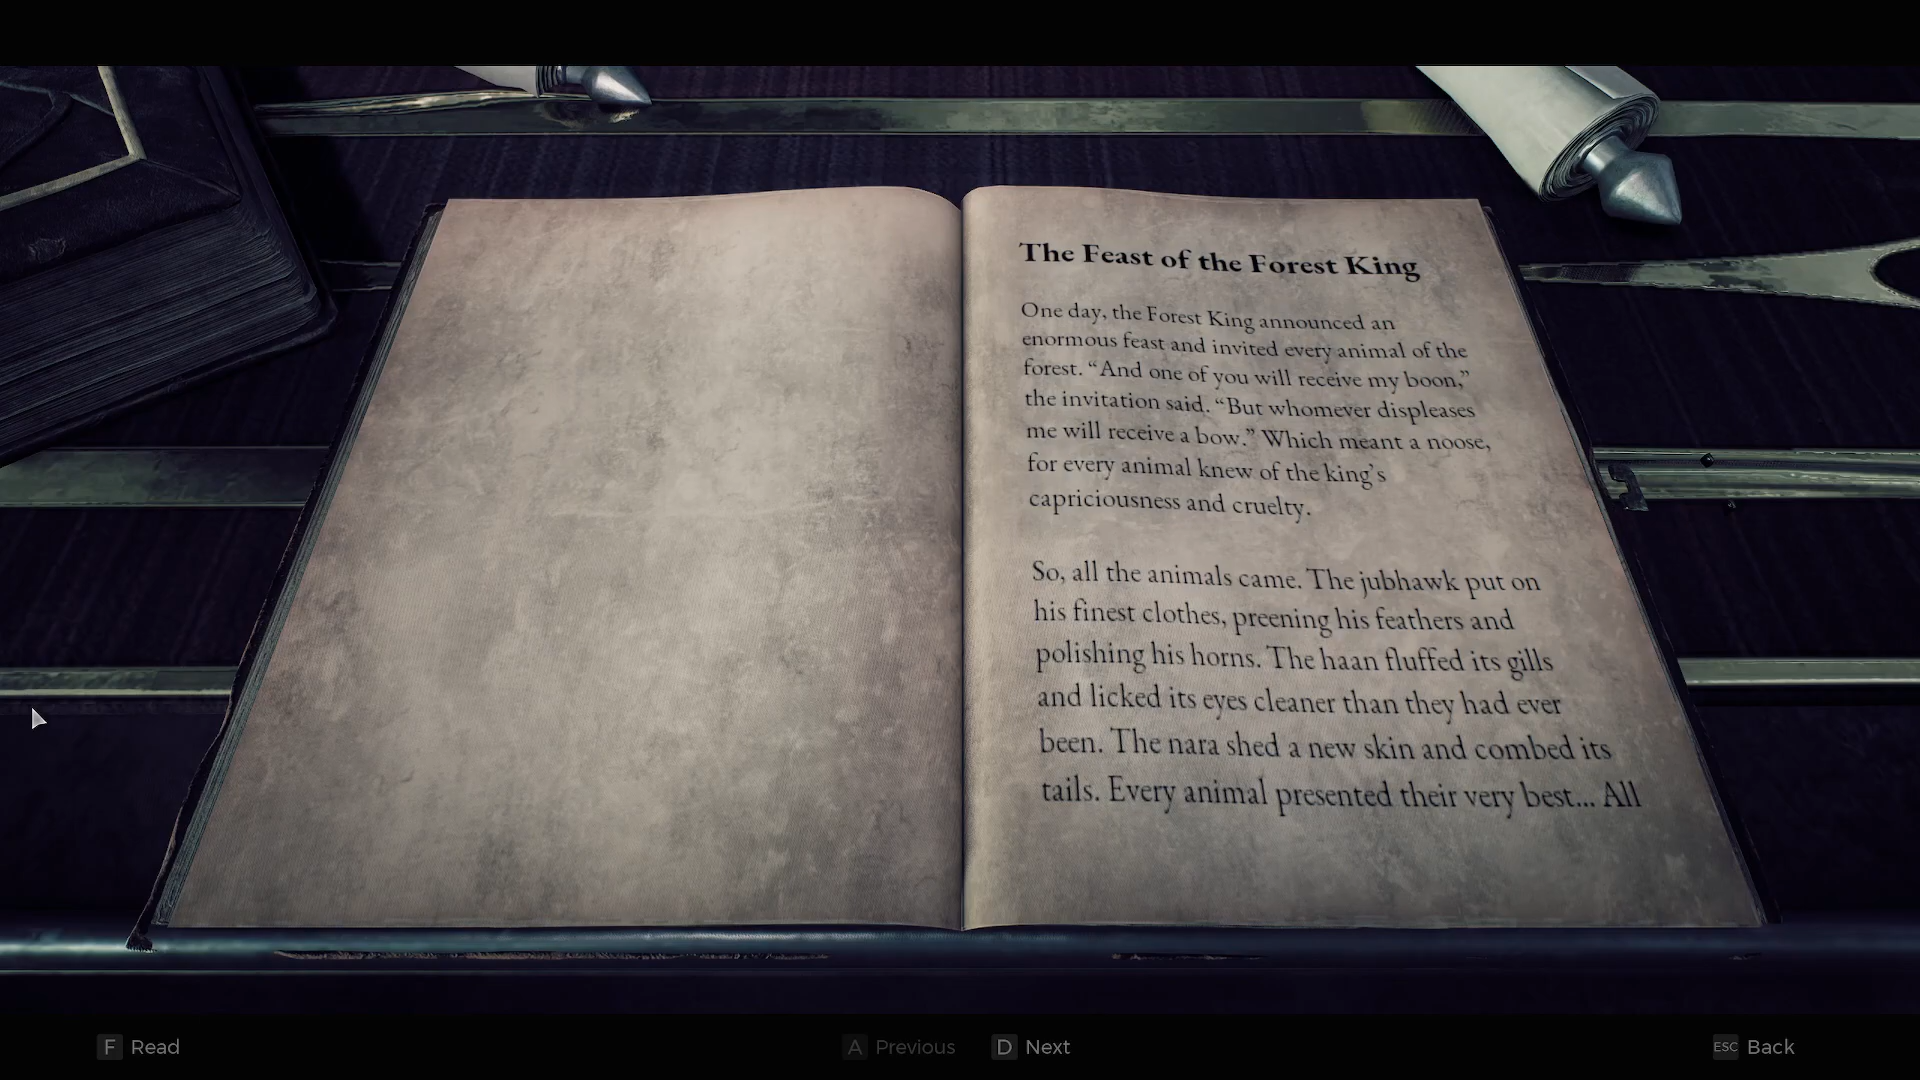 The Feast of the Forest King
One day, the Forest King announced an
enormous feast and invited every animal of the
forest. “And one of you will receive my boon,”
the invitation said. “But whomever displeases
me will receive a bow.” Which meant a noose,
for every animal knew of the king’s
capriciousness and cruelty.
So, all the animals came. The jubhawk put on
his finest clothes, preening his feathers and
polishing his horns. The haan fluffed its gills
and licked its eyes cleaner than they had ever
been. The nara shed a new skin and combed its
tails. Every animal presented their very best... All
F Read
A Previous
D Next
ESC Back